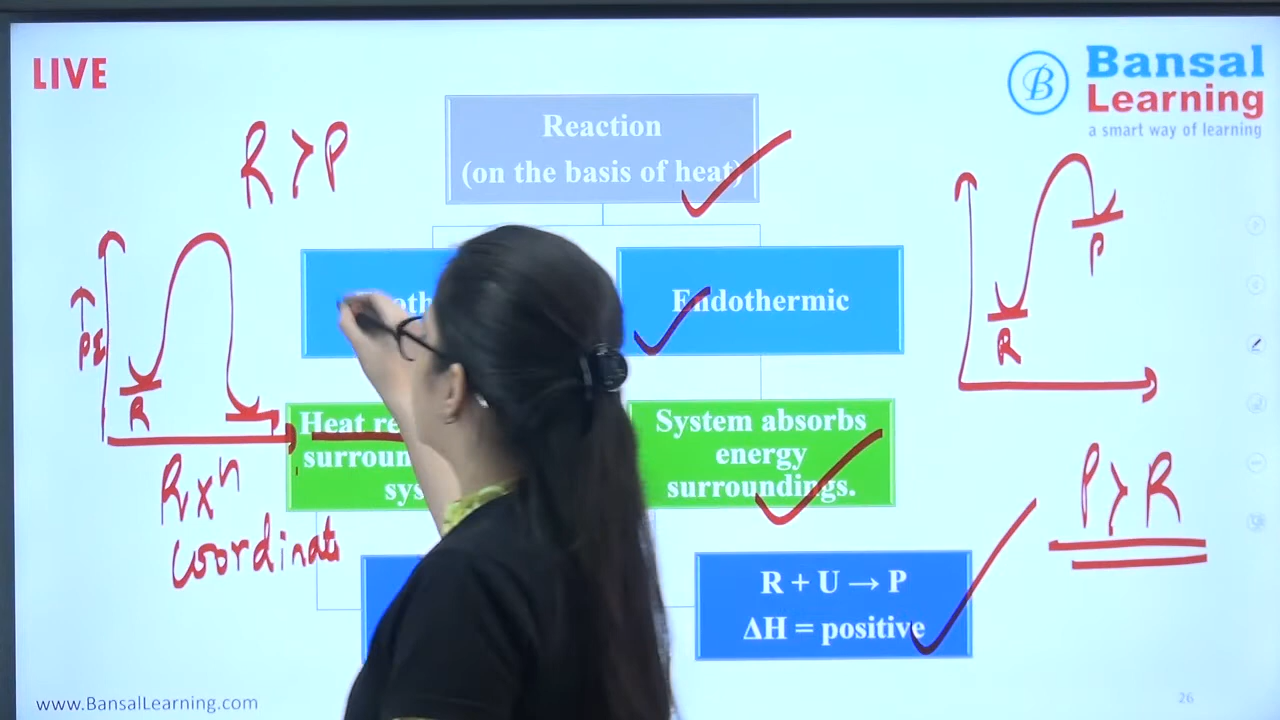 LIVE
Bansal
Learning
a smart way of learning
Reaction
(on the basis of heat)
R > P
Endothermic
PE
R
Rxn
coordinate
Heat
System absorbs
energy
surroundings.
R
P
P > R
R + U → P
ΔH = positive
www.BansalLearning.com
26